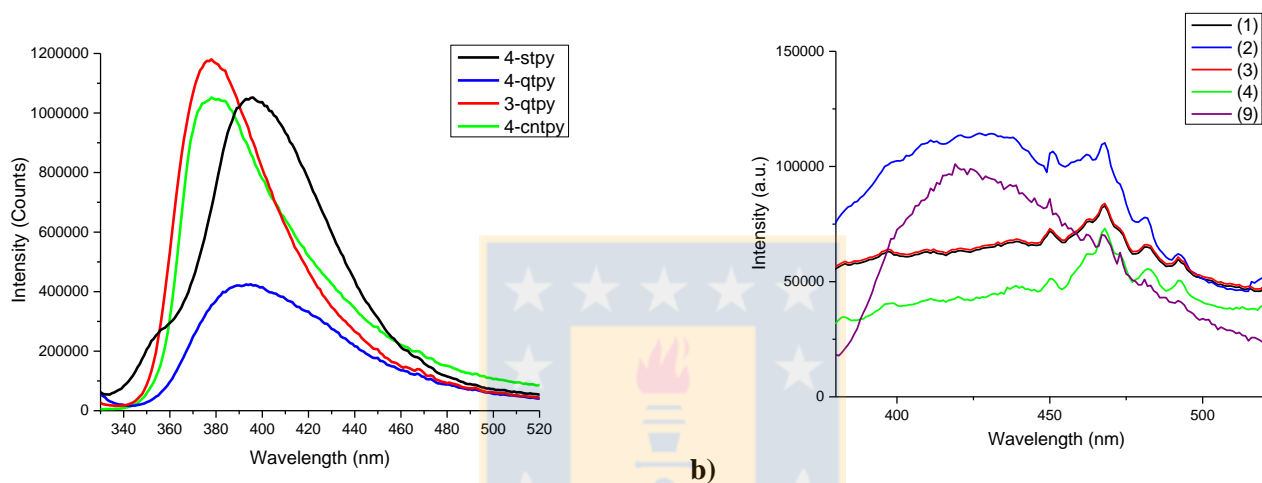 1200000
1000000
800000
600000
400000
200000
0
Intensity (Counts)
340 360 380 400 420 440 460 480 500 520
Wavelength (nm)
4-stpy
4-qtpy
3-qtpy
4-cntpy
b)
150000
100000
50000
0
Intensity (a.u.)
400 450 500
Wavelength (nm)
(1)
(2)
(3)
(4)
(9)